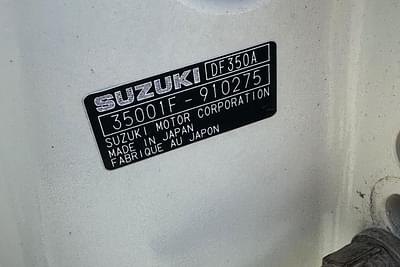 SUZUKI DF350A
35001F-910275
SUZUKI MOTOR CORPORATION
MADE IN JAPAN
FABRIQUE AU JAPON